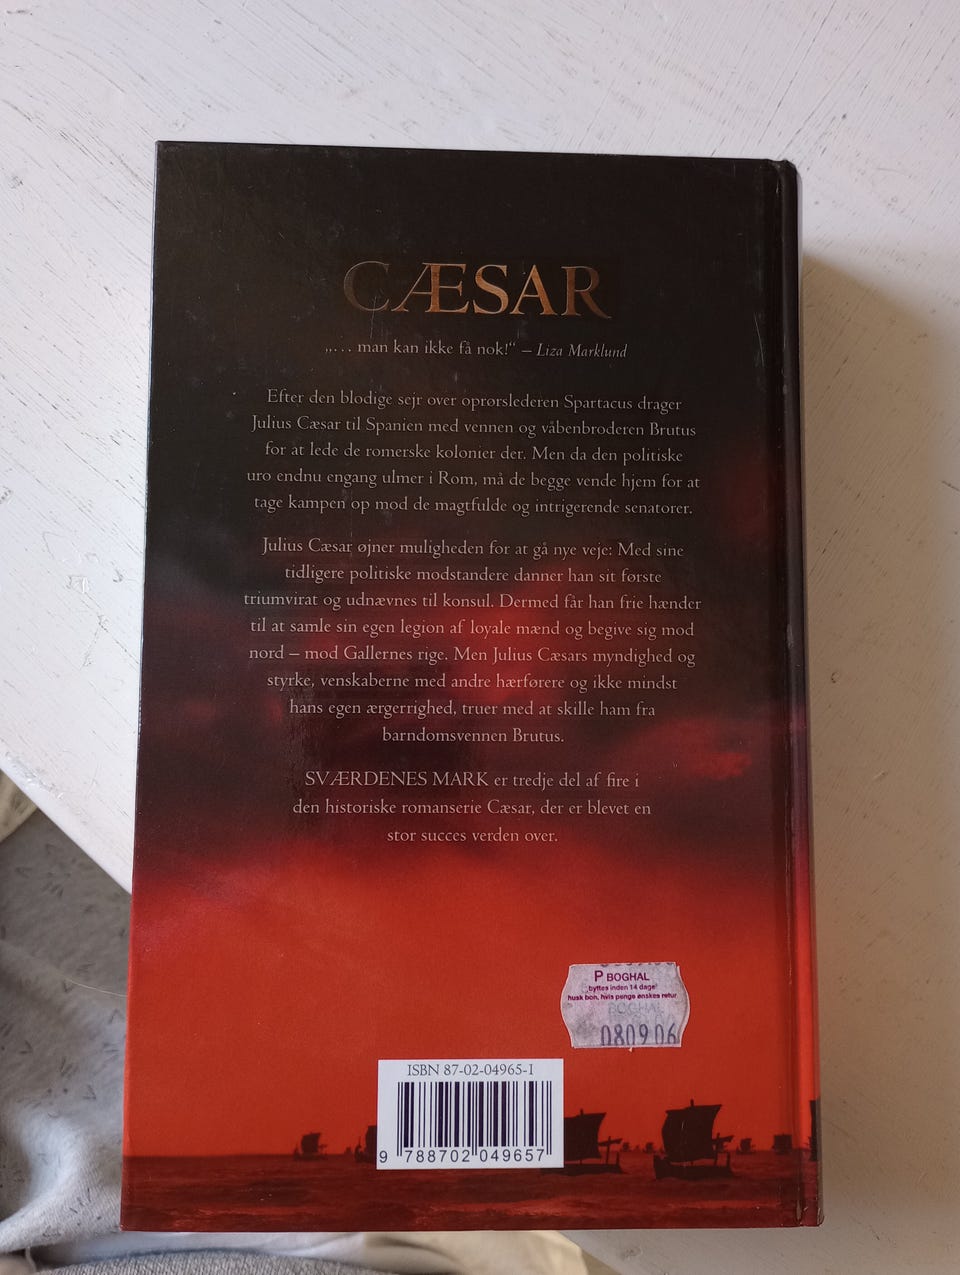 CÆSAR
„... man kan ikke få nok!“ – Liza Marklund
Efter den blodige sejr over oprørslederen Spartacus drager
Julius Cæsar til Spanien med vennen og våbenbroderen Brutus
for at lede de romerske kolonier der. Men da den politiske
uro endnu engang ulmer i Rom, må de begge vende hjem for at
tage kampen op mod de magtfulde og intrigerende senatorer.
Julius Cæsar øjner muligheden for at gå nye veje: Med sine
tidligere politiske modstandere danner han sit første
triumvirat og udnævnes til konsul. Dermed får han frie hænder
til at samle sin egen legion af loyale mænd og begive sig mod
nord – mod Gallernes rige. Men Julius Cæsars myndighed og
styrke, venskaberne med andre hærførere og ikke mindst
hans egen ærgerrighed, truer med at skille ham fra
barndomsvennen Brutus.
SVÆRDENES MARK er tredje del af fire i
den historiske romanserie Cæsar, der er blevet en
stor succes verden over.
P BOGHAL
byttes inden 14 dage!
husk bon, hvis penge ønskes retur
BOGHAL
080906
ISBN 87-02-04965-1
9 788702 049657